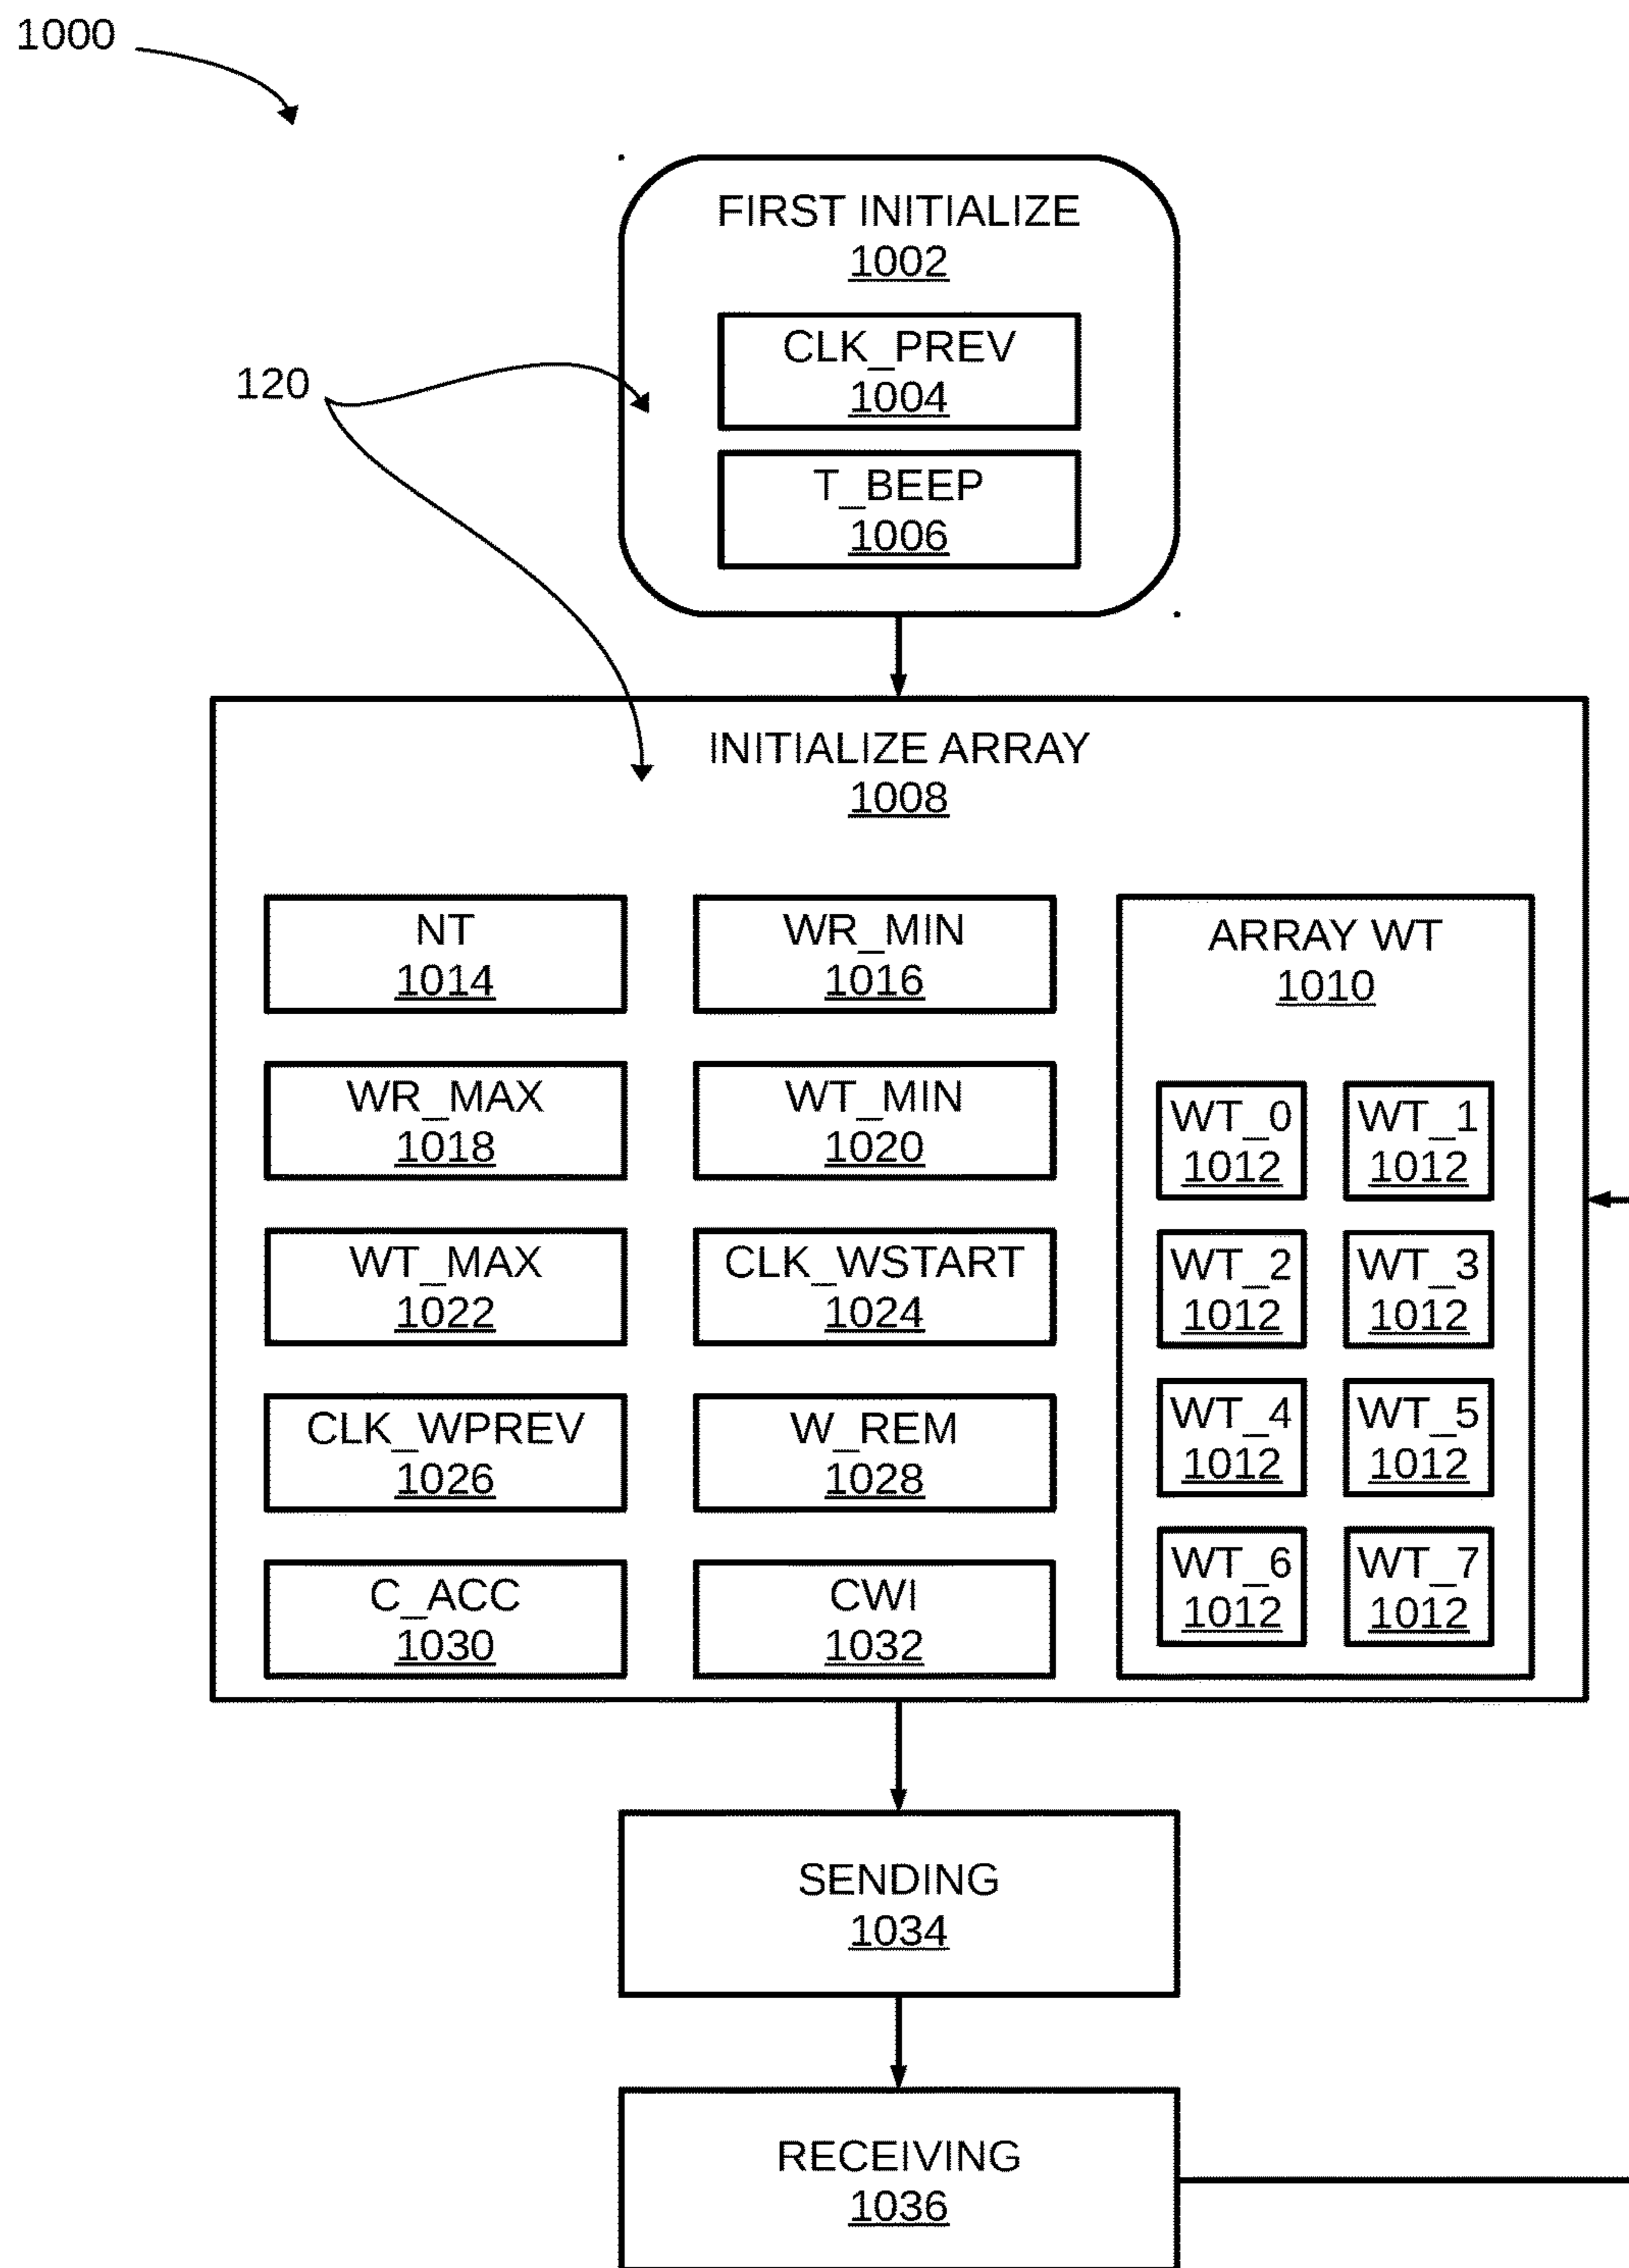 1000
FIRST INITIALIZE
1002
CLK_PREV
1004
120
T_BEEP
1006
INITIALIZE ARRAY
1008
NT
1014
WR_MIN
1016
ARRAY WT
1010
WR_MAX
1018
WT_MIN
1020
WT_0
1012
WT_1
1012
WT_MAX
1022
CLK_WSTART
1024
WT_2
1012
WT_3
1012
CLK_WPREV
1026
W_REM
1028
WT_4
1012
WT_5
1012
C_ACC
1030
CWI
1032
WT_6
1012
WT_7
1012
SENDING
1034
RECEIVING
1036